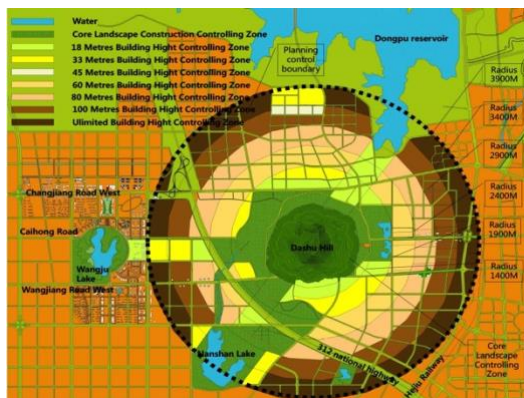 Water
Core Landscape Construction Controlling Zone
18 Metres Building Hight Controlling Zone
33 Metres Building Hight Controlling Zone
45 Metres Building Hight Controlling Zone
60 Metres Building Hight Controlling Zone
80 Metres Building Hight Controlling Zone
100 Metres Building Hight Controlling Zone
Ulimited Building Hight Controlling Zone
Planning
control
boundary
Dongpu reservoir
Radius
3900M
Radius
3400M
Radius
2900M
Radius
2400M
Radius
1900M
Radius
1400M
Changjiang Road West
Caihong Road
Wangju
Lake
Wangjiang Road West
Dashu Hill
Nanshan Lake
312 national highway
Hejiu Railway
Core
Landscape
Controlling
Zone